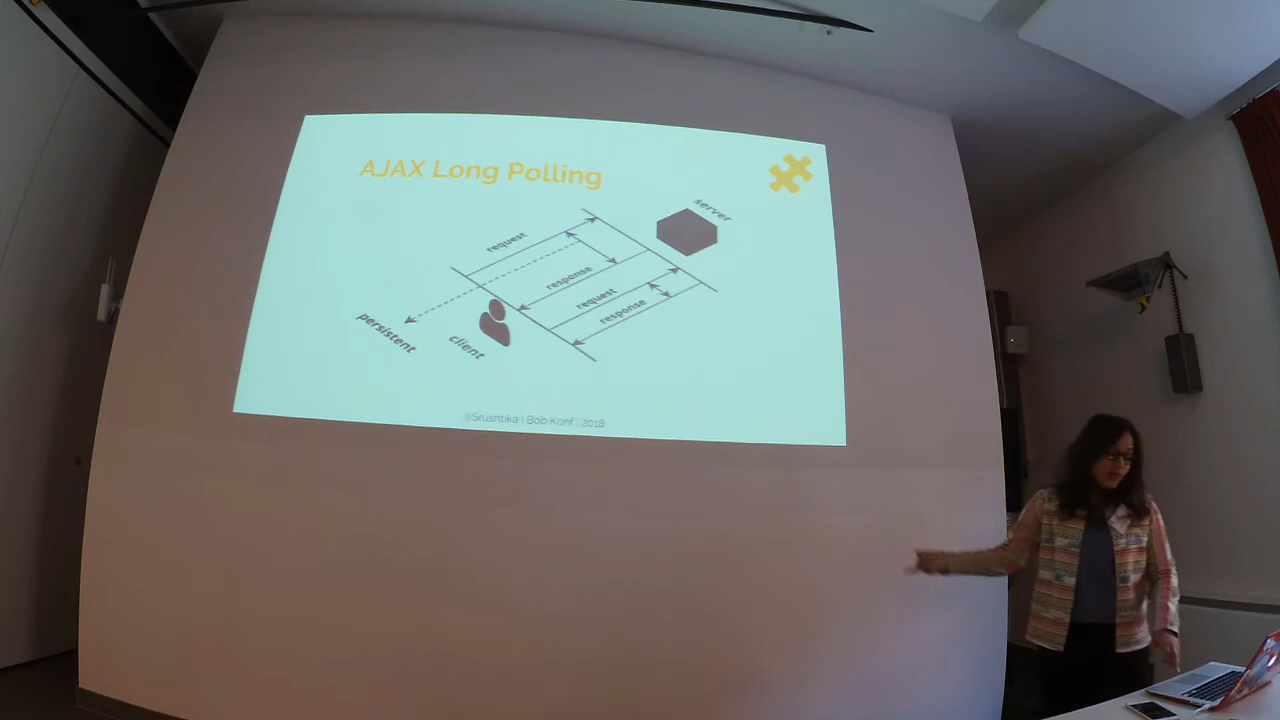 AJAX Long Polling
server
request
response
request
response
persistent
client
@Srushtika | Bob Konf | 2018